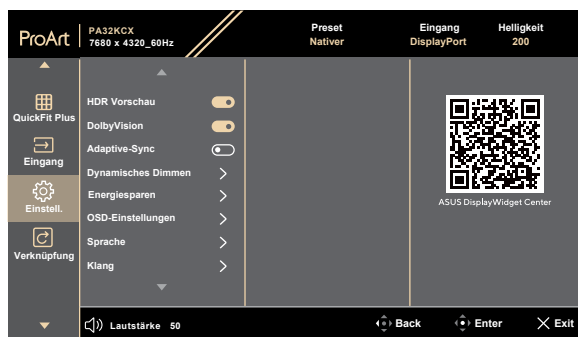 ProArt
PA32KCX
7680 x 4320_60Hz
Preset
Nativer
Eingang
DisplayPort
Helligkeit
200
QuickFit Plus
Eingang
Einstell.
Verknüpfung
HDR Vorschau
DolbyVision
Adaptive-Sync
Dynamisches Dimmen
Energiesparen
OSD-Einstellungen
Sprache
Klang
ASUS DisplayWidget Center
Lautstärke 50
Back
Enter
Exit